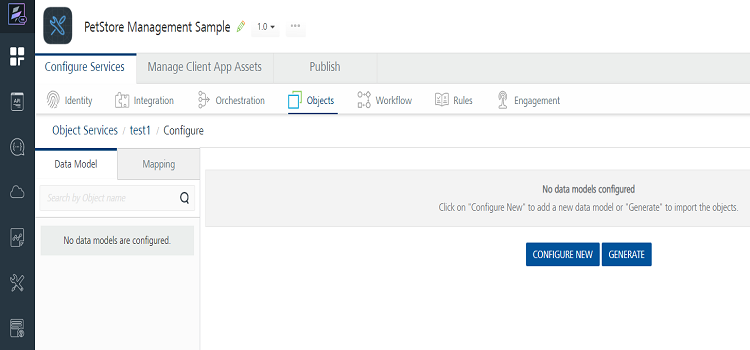 PetStore Management Sample 1.0
Configure Services Manage Client App Assets Publish
Identity Integration Orchestration Objects Workflow Rules Engagement
Object Services / test1 / Configure
Data Model Mapping
Search by Object name
No data models are configured.
No data models configured
Click on "Configure New" to add a new data model or "Generate" to import the objects.
CONFIGURE NEW GENERATE